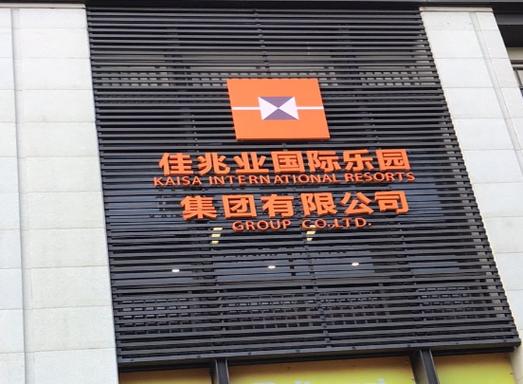 佳兆业国际乐园
KAISA INTERNATIONAL RESORTS
集团有限公司
GROUP CO.LTD.